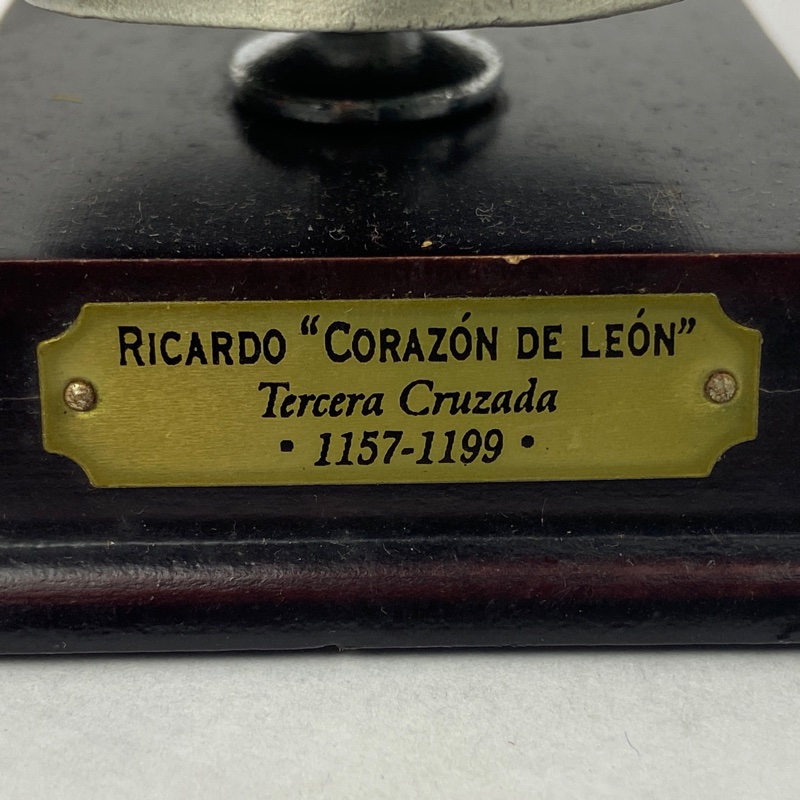 RICARDO “CORAZÓN DE LEÓN”
Tercera Cruzada
• 1157-1199 •